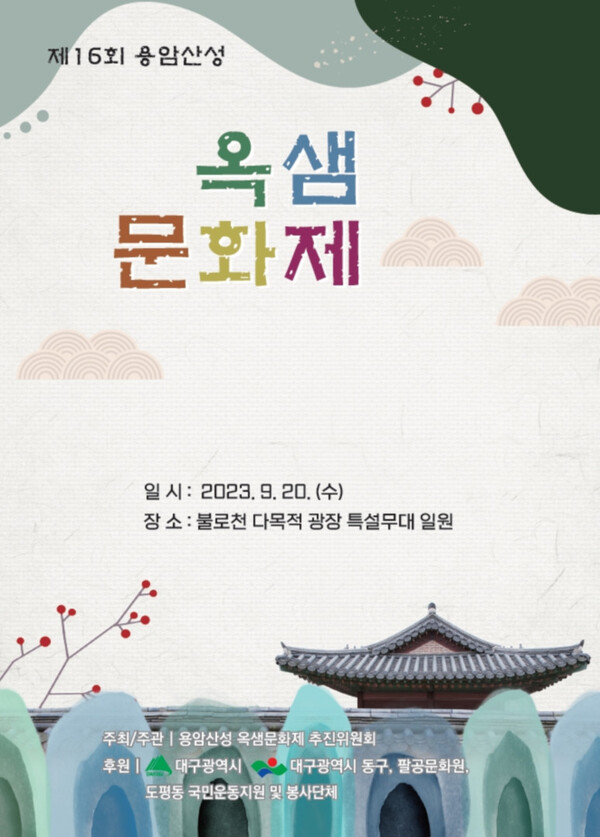 제16회 용암산성
옥샘
문화제
일 시 : 2023. 9. 20. (수)
장 소 : 불로천 다목적 광장 특설무대 일원
주최/주관 | 용암산성 옥샘문화제 추진위원회
후원 | 대구광역시 대구광역시 동구, 팔공문화원,
도평동 국민운동지원 및 봉사단체